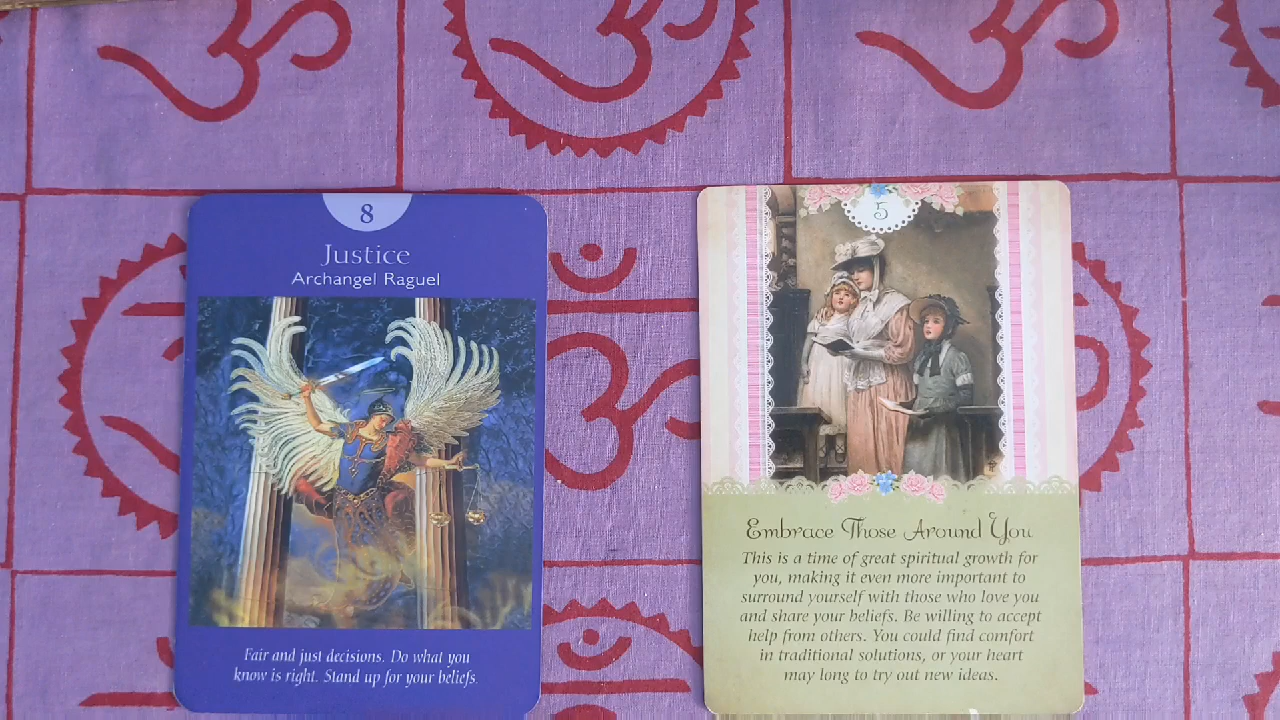 8
Justice
Archangel Raguel
Fair and just decisions. Do what you
know is right. Stand up for your beliefs.
5
Embrace Those Around You
This is a time of great spiritual growth for
you, making it even more important to
surround yourself with those who love you
and share your beliefs. Be willing to accept
help from others. You could find comfort
in traditional solutions, or your heart
may long to try out new ideas.